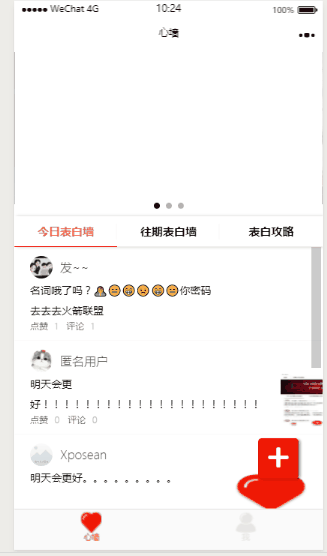 WeChat 4G 10:24 100%
心墙
今日表白墙 往期表白墙 表白攻略
发~~
名词哦了吗？你密码
去去去火箭联盟
点赞 1 评论 1
匿名用户
明天会更
好！！！！！！！！！！！！！！！！！！！！！！
点赞 0 评论 0
Xposean
明天会更好。。。。。。。。。
心墙